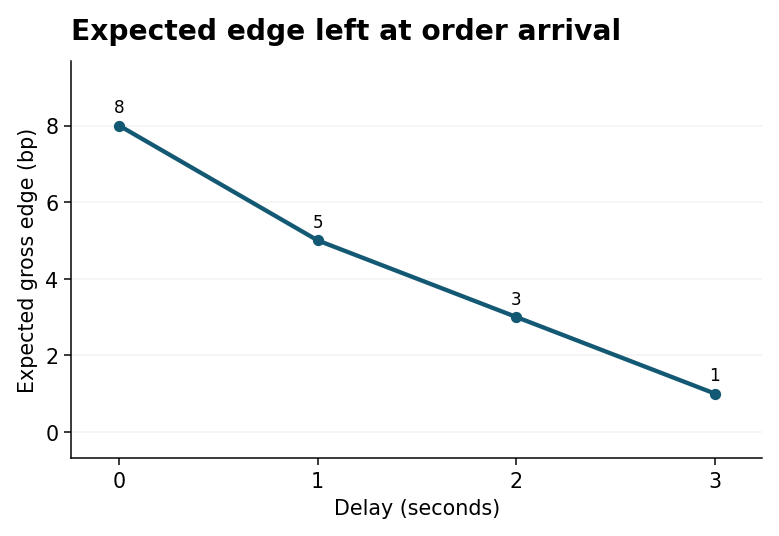 Expected edge left at order arrival
Expected gross edge (bp)
8
6
4
2
0
8
5
3
1
0 1 2 3
Delay (seconds)